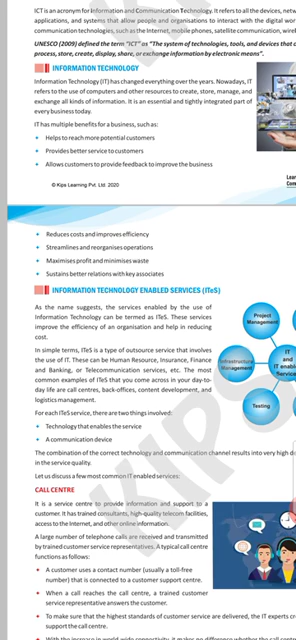 ICT is an acronym for Information and Communication Technology. It refers to all the devices, netw
applications, and systems that allow people and organisations to interact with the digital wor
communication technologies, such as the Internet, mobile phones, satellite communication, wirel
UNESCO (2009) defined the term "ICT" as "The system of technologies, tools, and devices that c
process, store, create, display, share, or exchange information by electronic means".
INFORMATION TECHNOLOGY
Information Technology (IT) has changed everything over the years. Nowadays, IT
refers to the use of computers and other resources to create, store, manage, and
exchange all kinds of information. It is an essential and tightly integrated part of
every business today.
IT has multiple benefits for a business, such as:
Helps to reach more potential customers
Provides better service to customers
Allows customers to provide feedback to improve the business
© Kips Learning Pvt. Ltd. 2020
Lear
Com
Reduces costs and improves efficiency
Streamlines and reorganises operations
Maximises profit and minimises waste
Sustains better relations with key associates
INFORMATION TECHNOLOGY ENABLED SERVICES (ITeS)
As the name suggests, the services enabled by the use of
Information Technology can be termed as ITeS. These services
improve the efficiency of an organisation and help in reducing
cost.
In simple terms, ITeS is a type of outsource service that involves
the use of IT. These can be Human Resource, Insurance, Finance
and Banking, or Telecommunication services, etc. The most
common examples of ITeS that you come across in your day-to-
day life are call centres, back-offices, content development, and
logistics management.
Project
Management
Infrastructure
Management
IT
and
IT enabl
Service
Testing
For each ITeS service, there are two things involved:
Technology that enables the service
A communication device
The combination of the correct technology and communication channel results into very high d
in the service quality.
Let us discuss a few most common IT enabled services:
CALL CENTRE
It is a service centre to provide information and support to a
customer. It has trained consultants, high-quality telecom facilities,
access to the Internet, and other online information.
A large number of telephone calls are received and transmitted
by trained customer service representatives. A typical call centre
functions as follows:
A customer uses a contact number (usually a toll-free
number) that is connected to a customer support centre.
When a call reaches the call centre, a trained customer
service representative answers the customer.
To make sure that the highest standards of customer service are delivered, the IT experts cr
support the call centre.
With the increase in world-wide connectivity, it makes no difference whether the call centr
KIPS